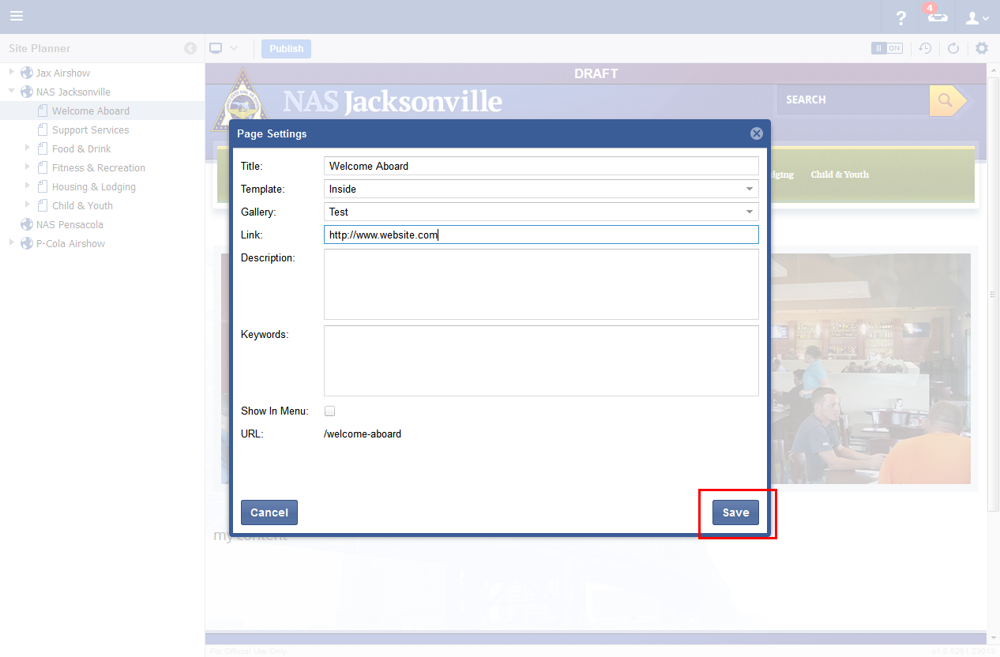 4
Site Planner
Publish
ON
Jax Airshow
NAS Jacksonville
Welcome Aboard
Support Services
Food & Drink
Fitness & Recreation
Housing & Lodging
Child & Youth
NAS Pensacola
P-Cola Airshow
DRAFT
NAS Jacksonville
SEARCH
dging Child & Youth
Page Settings
Title: Welcome Aboard
Template: Inside
Gallery: Test
Link: http://www.website.com
Description:
Keywords:
Show In Menu:
URL: /welcome-aboard
Cancel Save
my content
For Official Use Only